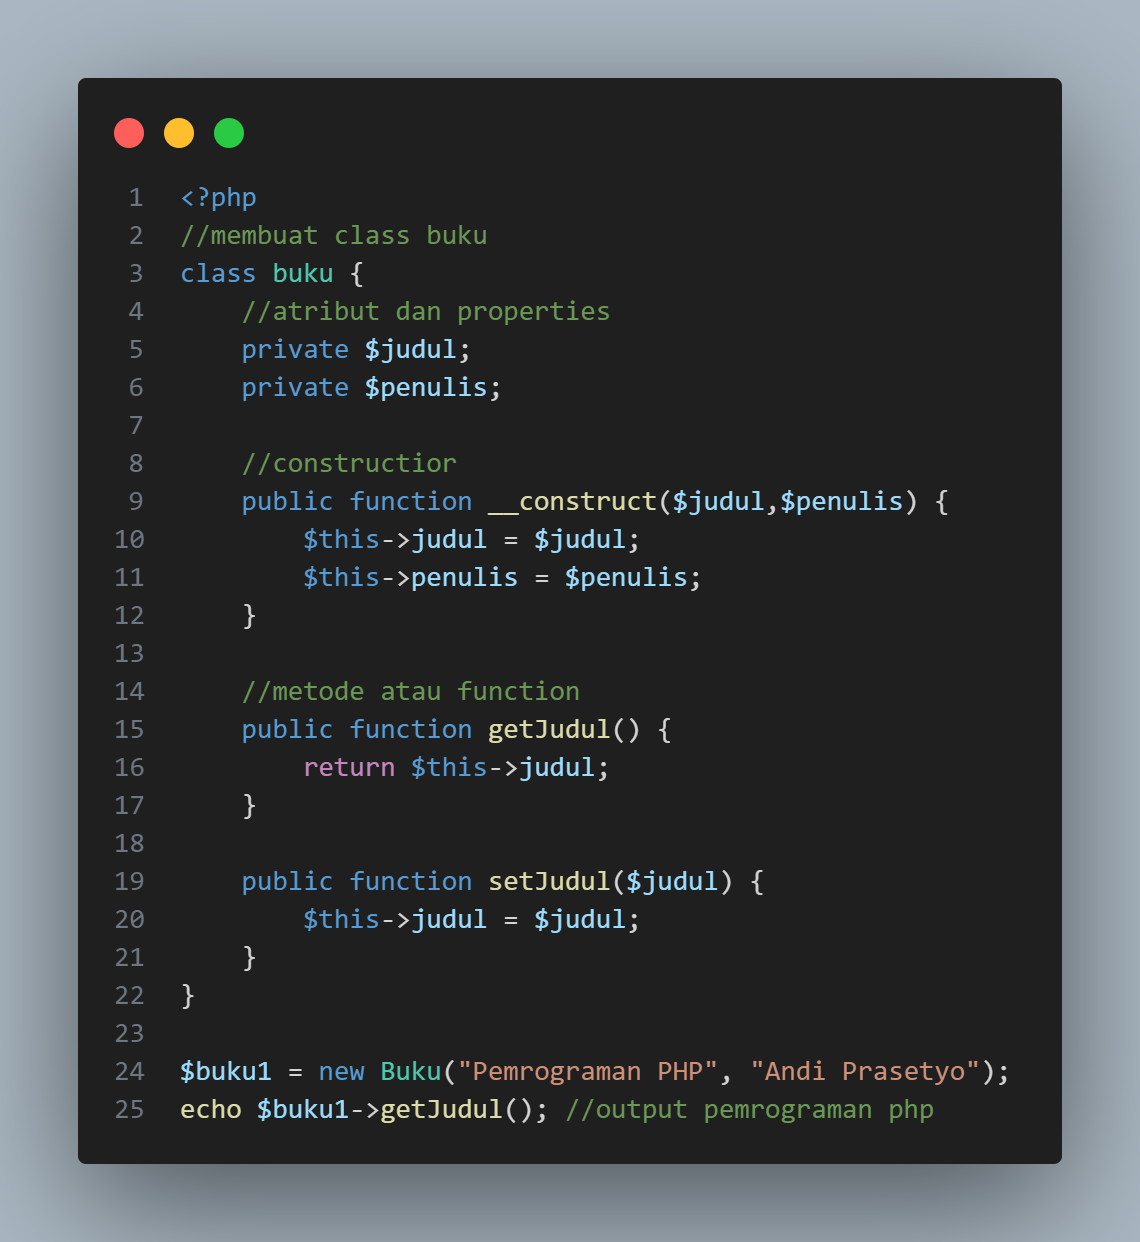 1 <?php
2 //membuat class buku
3 class buku {
4     //atribut dan properties
5     private $judul;
6     private $penulis;
7
8     //constructior
9     public function __construct($judul,$penulis) {
10         $this->judul = $judul;
11         $this->penulis = $penulis;
12     }
13
14     //metode atau function
15     public function getJudul() {
16         return $this->judul;
17     }
18
19     public function setJudul($judul) {
20         $this->judul = $judul;
21     }
22 }
23
24 $buku1 = new Buku("Pemrograman PHP", "Andi Prasetyo");
25 echo $buku1->getJudul(); //output pemrograman php